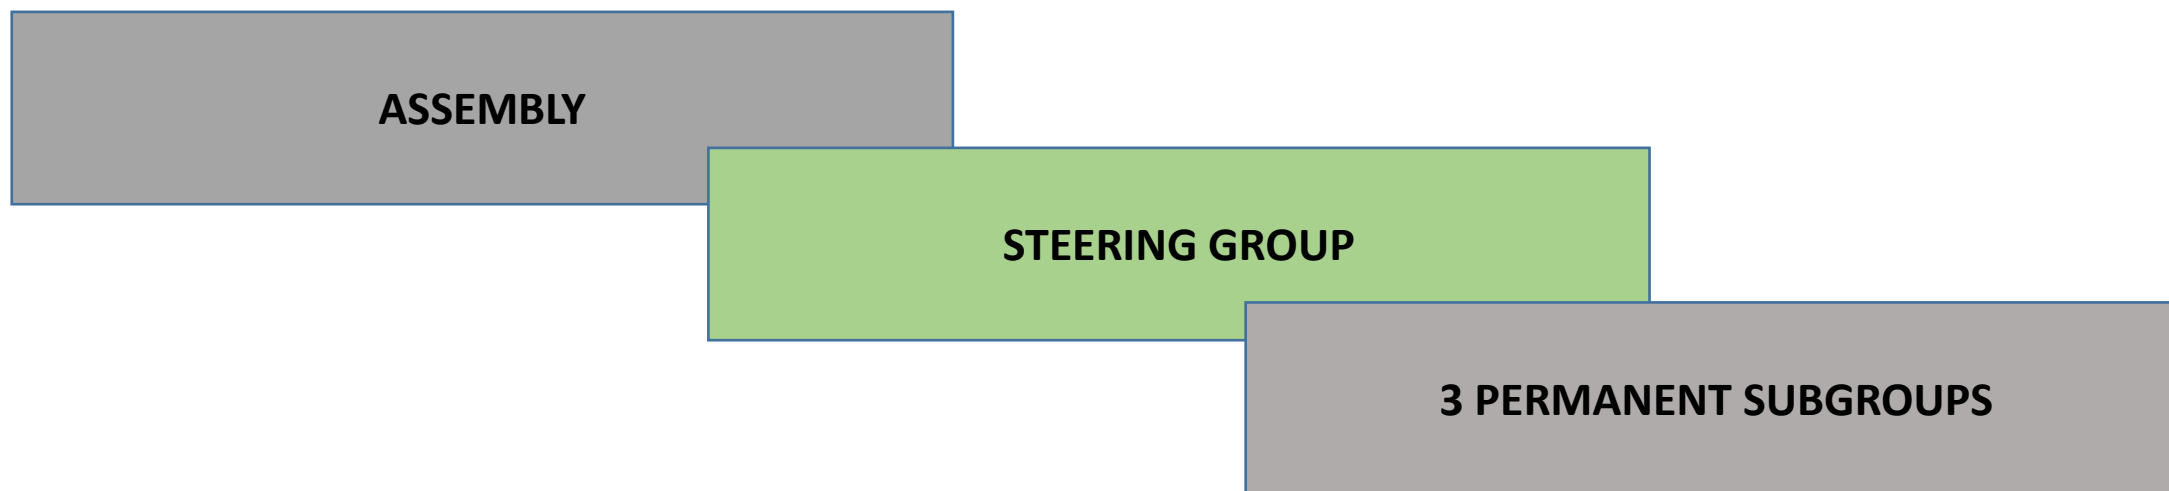 ASSEMBLY
STEERING GROUP
3 PERMANENT SUBGROUPS